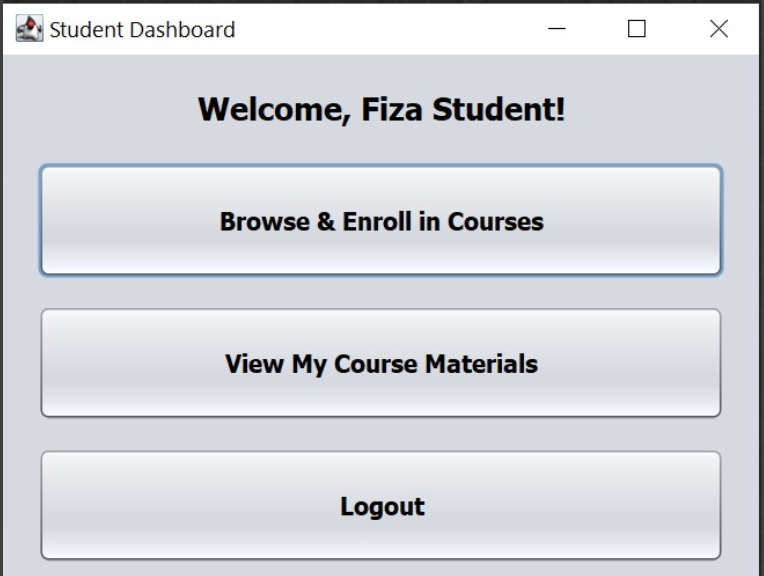 Student Dashboard
Welcome, Fiza Student!
Browse & Enroll in Courses
View My Course Materials
Logout